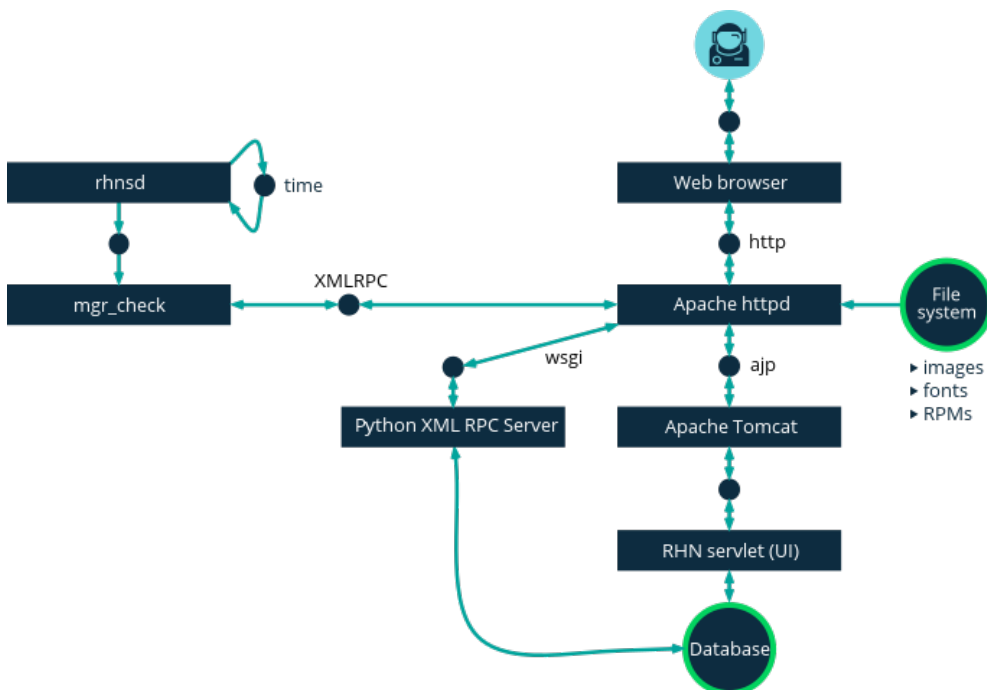 rhnsd
time
Web browser
http
XMLRPC
mgr_check
Apache httpd
File
system
wsgi
ajp
images
fonts
RPMs
Python XML RPC Server
Apache Tomcat
RHN servlet (UI)
Database